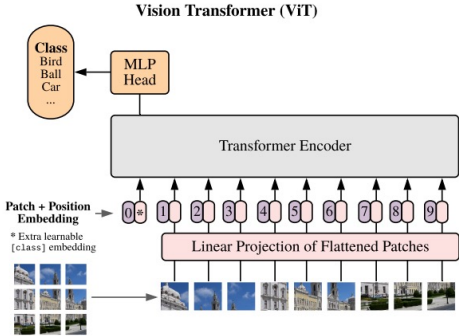 Vision Transformer (ViT)
Class
Bird
Ball
Car
...
MLP
Head
Transformer Encoder
Patch + Position
Embedding
0 * 1 2 3 4 5 6 7 8 9
* Extra learnable
[class] embedding
Linear Projection of Flattened Patches